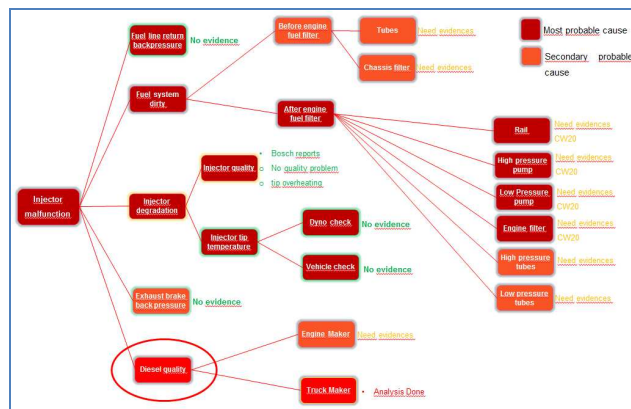 Fuel line return
backpressure
No evidence
Before engine
fuel filter
Tubes
Need evidences
Chassis filter
Need evidences
Most probable cause
Secondary probable
cause
Fuel system
dirty
After engine
fuel filter
Rail
Need evidences
CW20
High pressure
pump
Need evidences
CW20
Low Pressure
pump
Need evidences
CW20
Engine filter
Need evidences
CW20
High pressure
tubes
Need evidences
Low pressure
tubes
Need evidences
Injector
malfunction
Injector
degradation
Injector quality
• Bosch reports
o No quality problem
o tip overheating
Injector tip
temperature
Dyno check
No evidence
Vehicle check
No evidence
Exhaust brake
back pressure
No evidence
Diesel quality
Engine Maker
Need evidences
Truck Maker
• Analysis Done